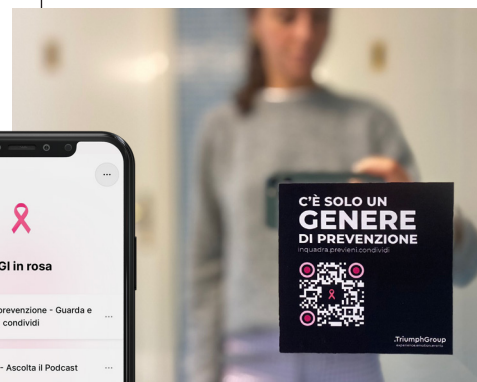 GI in rosa
prevenzione - Guarda e
condividi
- Ascolta il Podcast
C'È SOLO UN
GENERE
DI PREVENZIONE
inquadra.previeni.condividi
.TriumphGroup